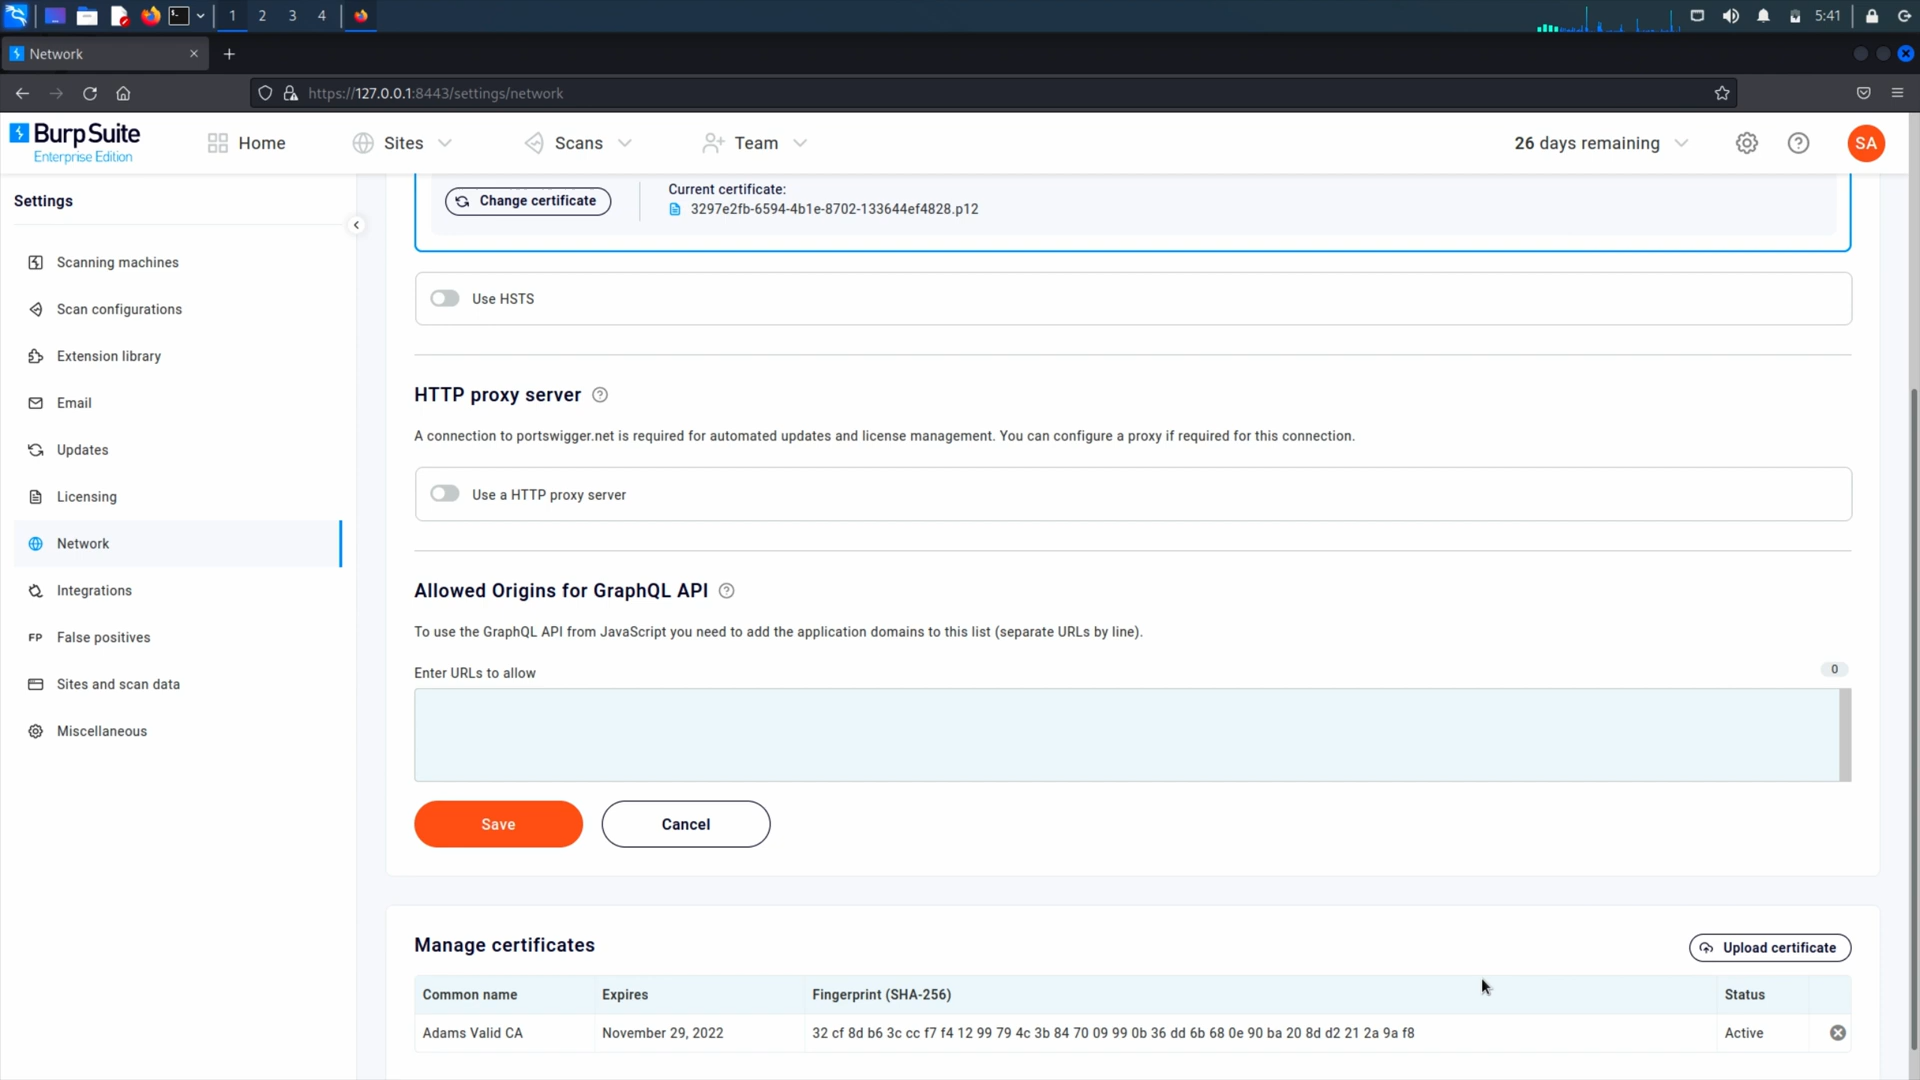 1 2 3 4
5:41
Network
https://127.0.0.1:8443/settings/network
Burp Suite
Enterprise Edition
Home
Sites
Scans
Team
26 days remaining
SA
Settings
Scanning machines
Scan configurations
Extension library
Email
Updates
Licensing
Network
Integrations
FP False positives
Sites and scan data
Miscellaneous
Change certificate
Current certificate:
3297e2fb-6594-4b1e-8702-133644ef4828.p12
Use HSTS
HTTP proxy server
A connection to portswigger.net is required for automated updates and license management. You can configure a proxy if required for this connection.
Use a HTTP proxy server
Allowed Origins for GraphQL API
To use the GraphQL API from JavaScript you need to add the application domains to this list (separate URLs by line).
Enter URLs to allow
0
Save
Cancel
Manage certificates
Upload certificate
Common name Expires Fingerprint (SHA-256) Status
Adams Valid CA November 29, 2022 32 cf 8d b6 3c cc f7 f4 12 99 79 4c 3b 84 70 09 99 0b 36 dd 6b 68 0e 90 ba 20 8d d2 21 2a 9a f8 Active